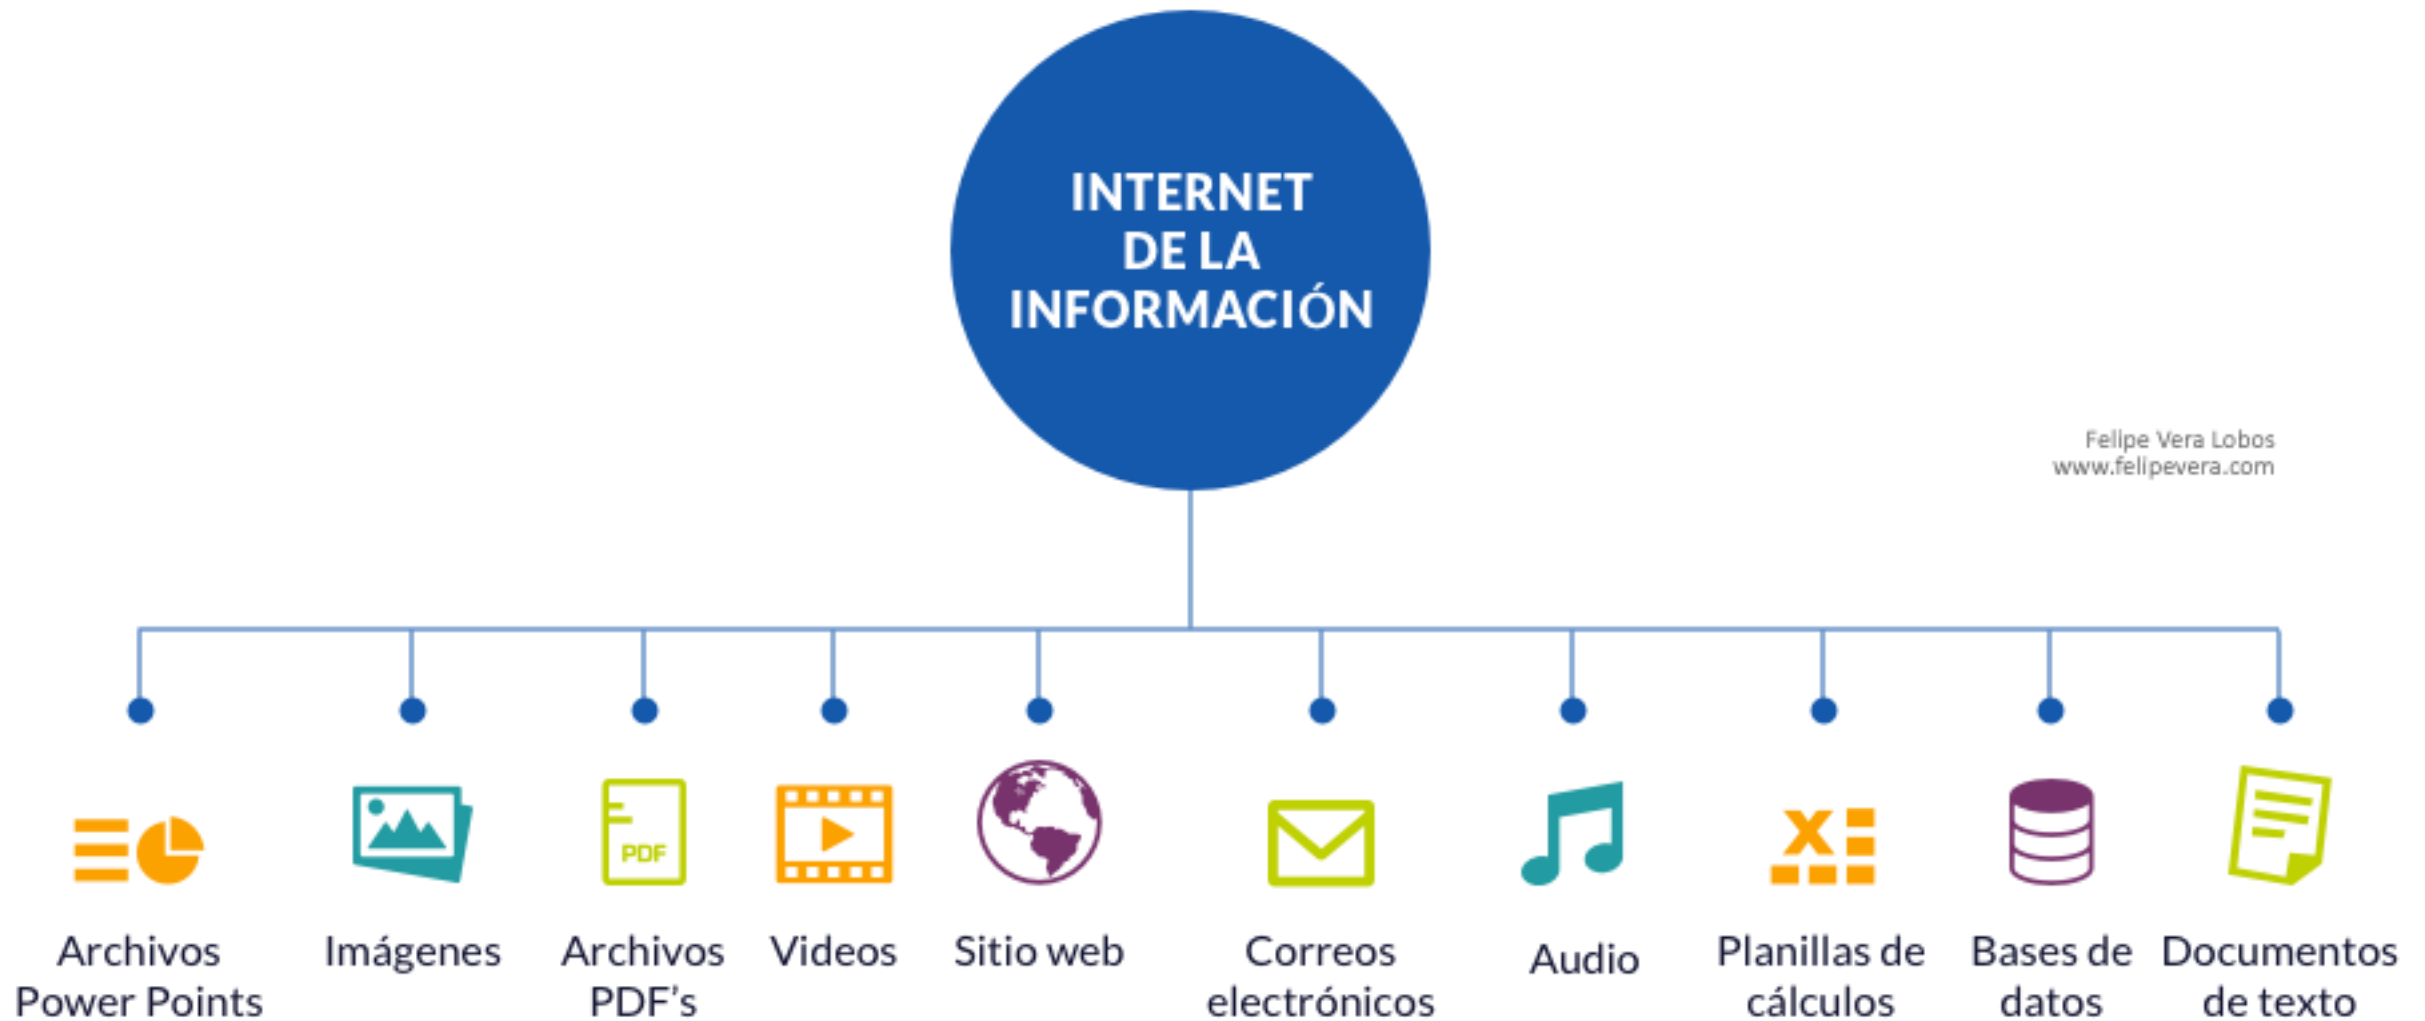 INTERNET
DE LA
INFORMACIÓN
Felipe Vera Lobos
www.felipevera.com
PDF
X
Archivos
Power Points
Imágenes
Archivos
PDF’s
Videos
Sitio web
Correos
electrónicos
Audio
Planillas de
cálculos
Bases de
datos
Documentos
de texto